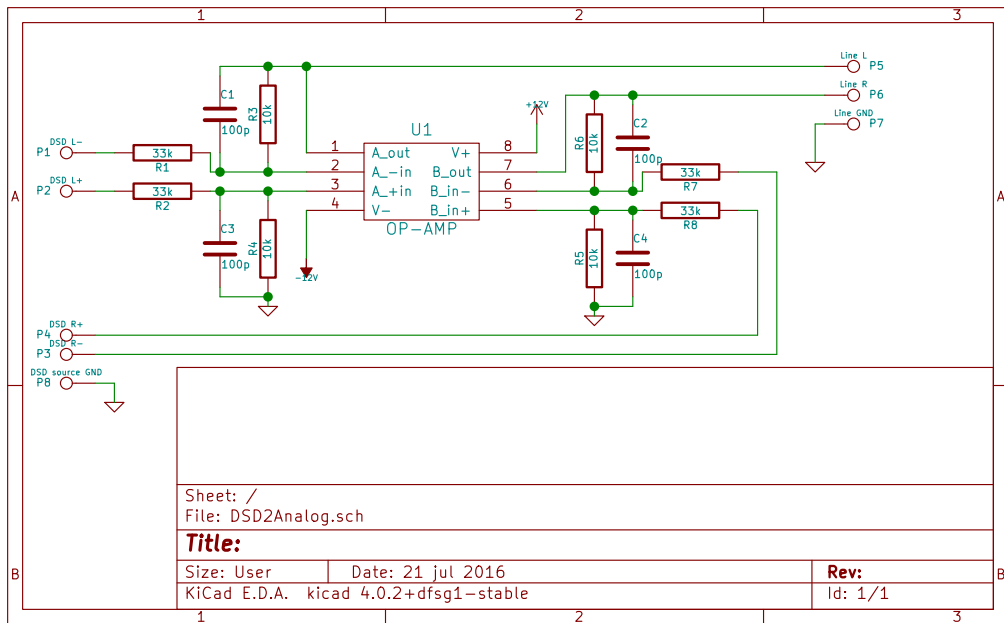 1 2 3
Line L
P5
Line R
P6
Line GND
P7
+12V
C1
100p
R3
10k
U1
C2
100p
R6
10k
DSD L-
P1
33k
R1
1 A_out V+ 8
2 A_-in B_out 7
3 A_+in B_in- 6
4 V- B_in+ 5
OP-AMP
33k
R7
DSD L+
P2
33k
R2
33k
R8
A A
C3
100p
R4
10k
-12V
R5
10k
C4
100p
DSD R+
P4
DSD R-
P3
DSD source GND
P8
Sheet: /
File: DSD2Analog.sch
Title:
Size: User Date: 21 jul 2016 Rev:
KiCad E.D.A. kicad 4.0.2+dfsg1-stable Id: 1/1
B B
1 2 3